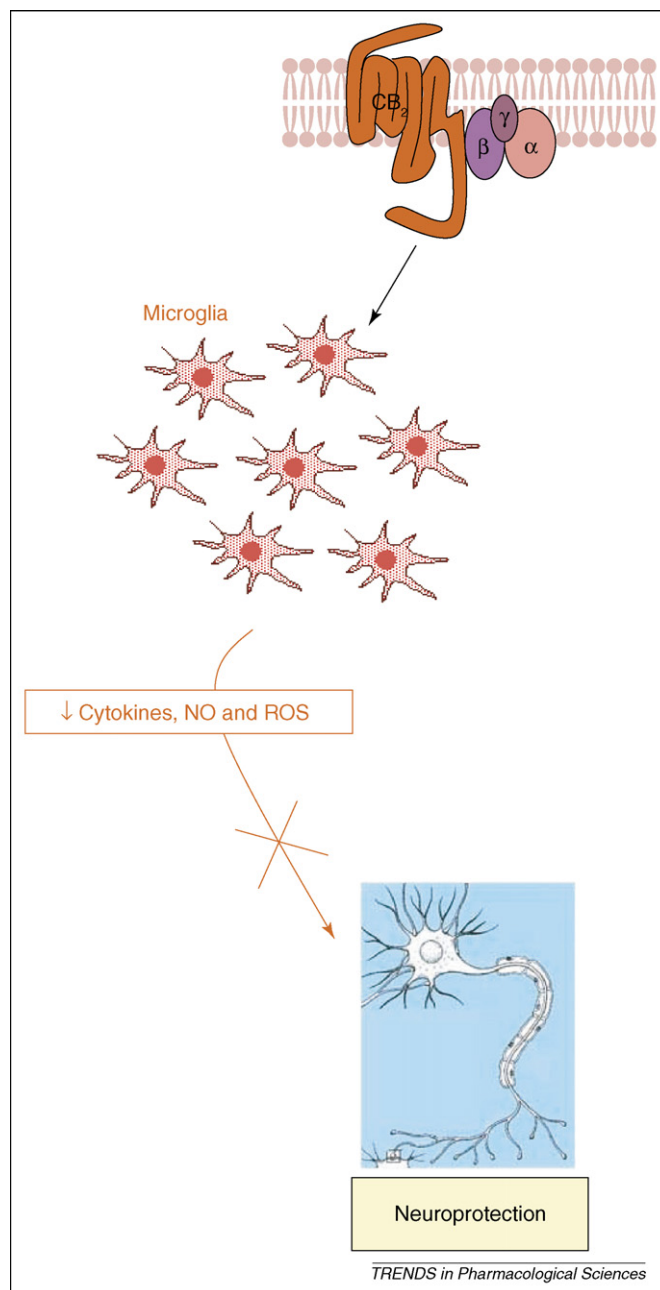 CB₂
γ
β
α
Microglia
↓ Cytokines, NO and ROS
Neuroprotection
TRENDS in Pharmacological Sciences